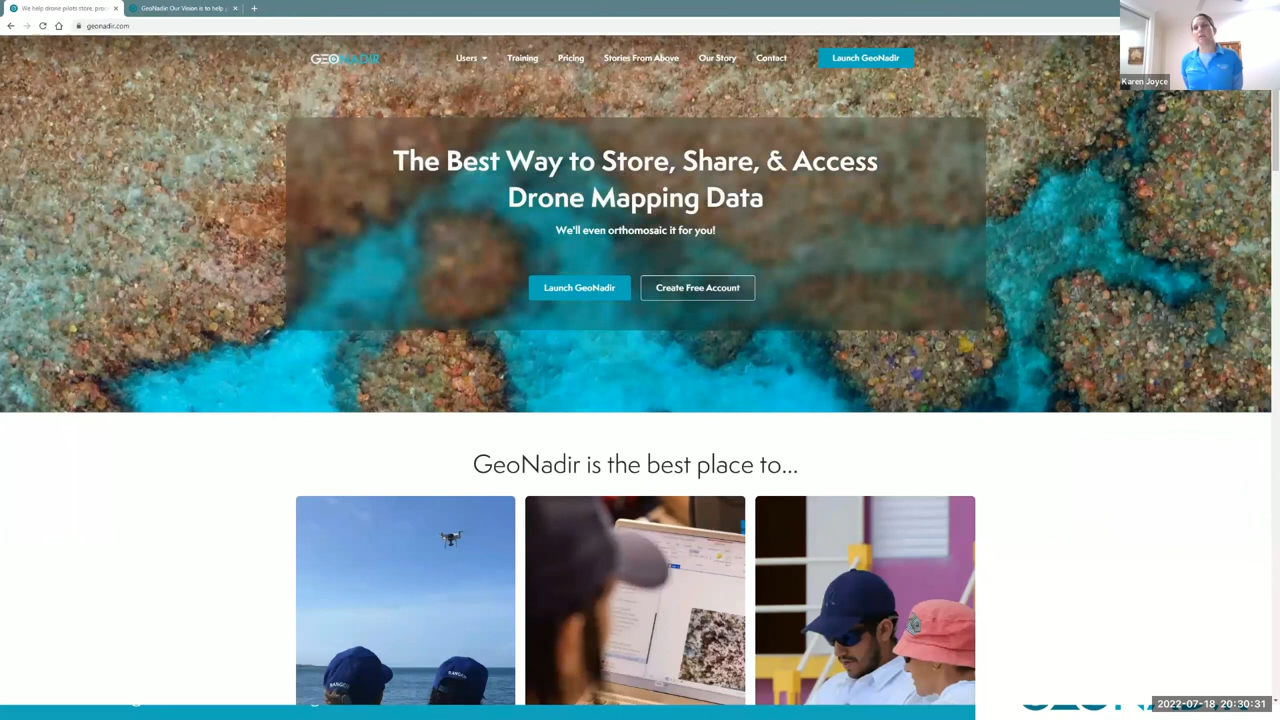 We help drone pilots store, proc
GeoNadir: Our Vision is to help
geonadir.com
Karen Joyce
GEONADIR
Users
Training
Pricing
Stories From Above
Our Story
Contact
Launch GeoNadir
The Best Way to Store, Share, & Access
Drone Mapping Data
We'll even orthomosaic it for you!
Launch GeoNadir
Create Free Account
GeoNadir is the best place to...
2022-07-18 20:30:31